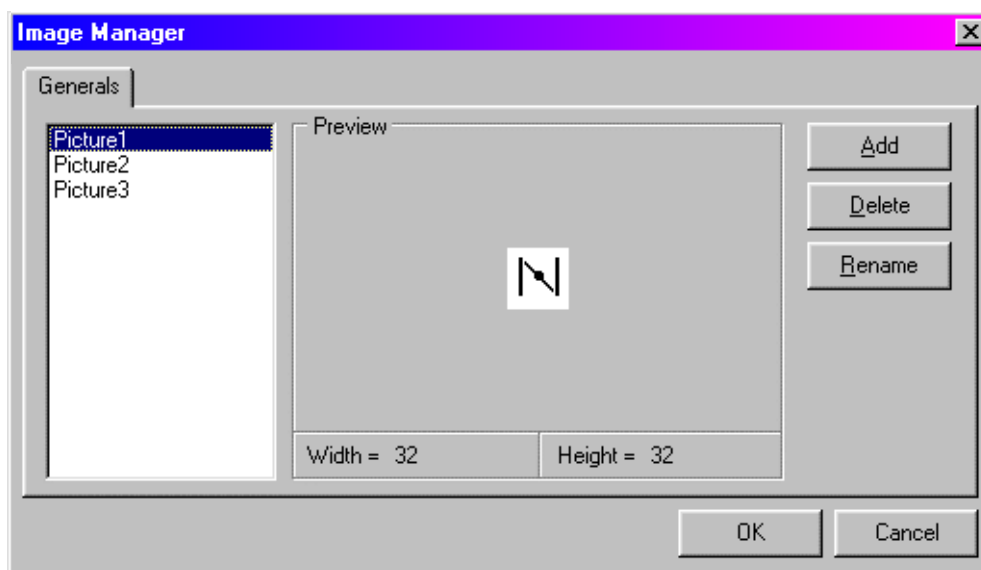 Image Manager
Generals
Picture1
Picture2
Picture3
Preview
Width = 32
Height = 32
Add
Delete
Rename
OK
Cancel